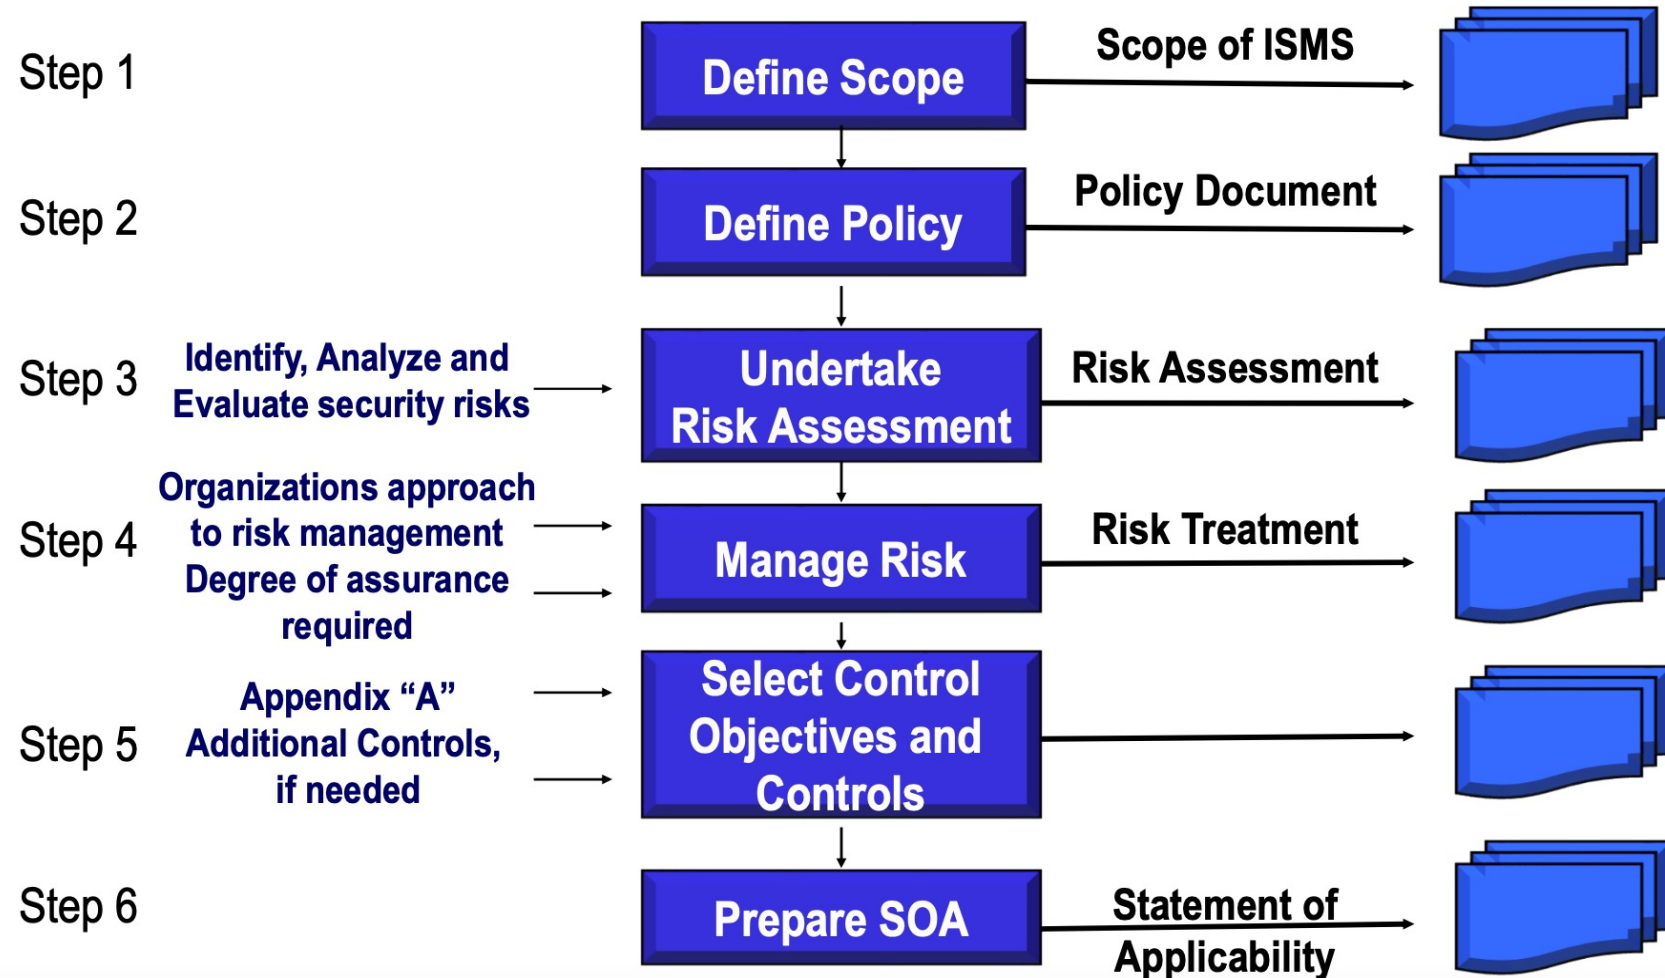 Step 1
Define Scope
Scope of ISMS
Step 2
Define Policy
Policy Document
Step 3
Identify, Analyze and
Evaluate security risks
Undertake
Risk Assessment
Risk Assessment
Step 4
Organizations approach
to risk management
Degree of assurance
required
Manage Risk
Risk Treatment
Step 5
Appendix “A”
Additional Controls,
if needed
Select Control
Objectives and
Controls
Step 6
Prepare SOA
Statement of
Applicability